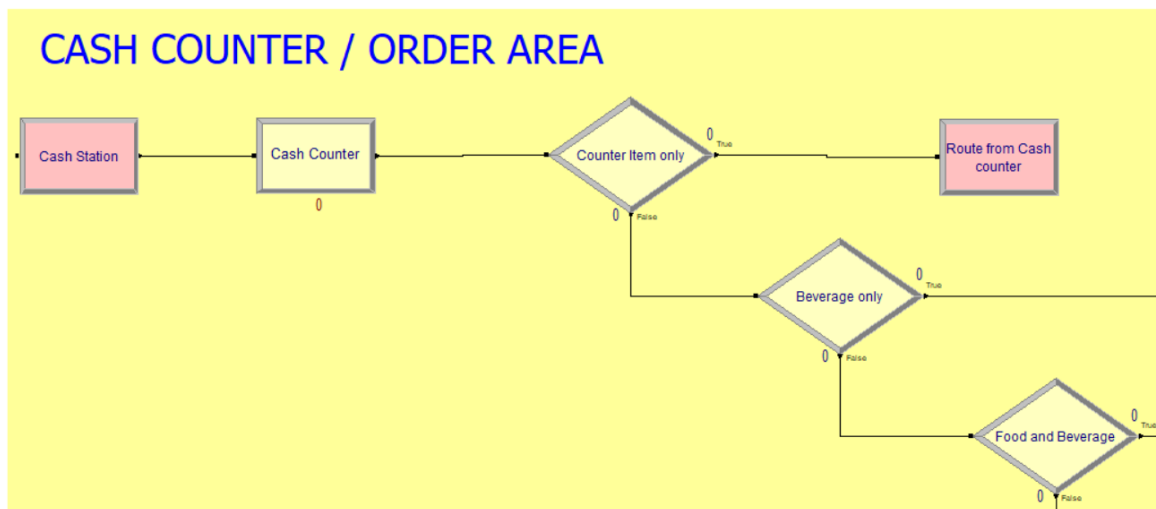 CASH COUNTER / ORDER AREA
Cash Station
Cash Counter
0
Counter Item only
0
True
0
False
Route from Cash
counter
Beverage only
0
True
0
False
Food and Beverage
0
True
0
False